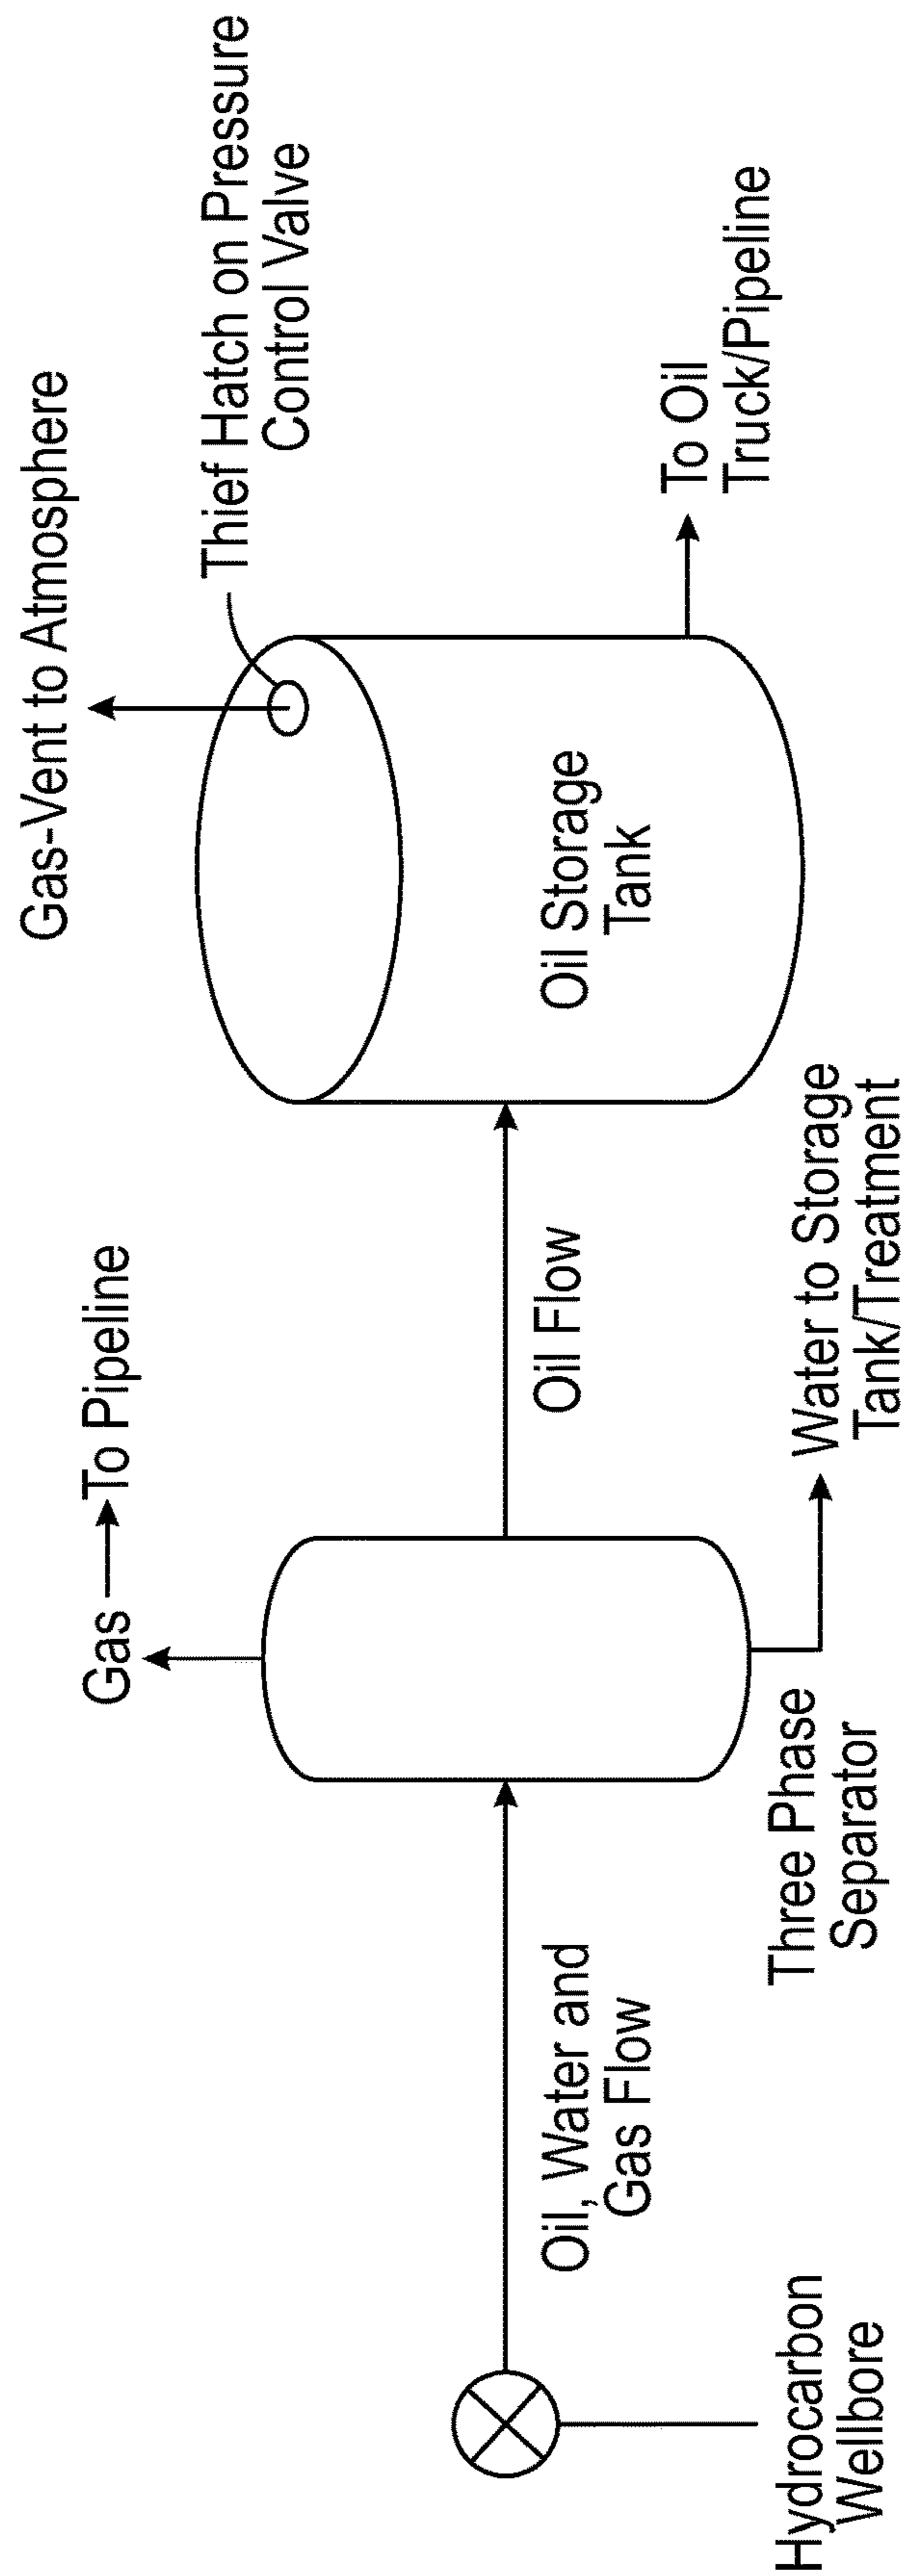 Gas-Vent to Atmosphere
Thief Hatch on Pressure
Control Valve
Gas
To Pipeline
To Oil
Truck/Pipeline
Oil Storage
Tank
Oil Flow
Oil, Water and
Gas Flow
Water to Storage
Tank/Treatment
Three Phase
Separator
Hydrocarbon
Wellbore